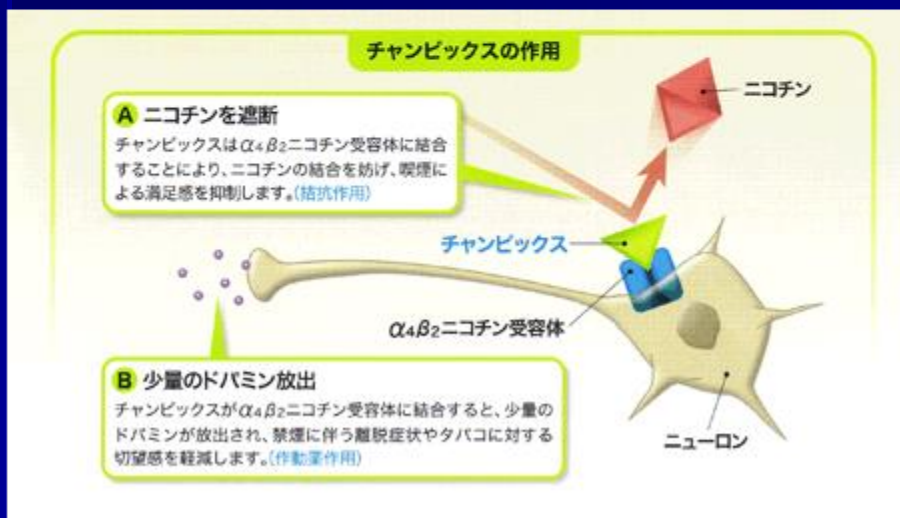 チャンピックスの作用
A ニコチンを遮断
チャンピックスはα4β2ニコチン受容体に結合
することにより、ニコチンの結合を妨げ、喫煙に
よる満足感を抑制します。(拮抗作用)
ニコチン
チャンピックス
α4β2ニコチン受容体
ニューロン
B 少量のドパミン放出
チャンピックスがα4β2ニコチン受容体に結合すると、少量の
ドパミンが放出され、禁煙に伴う離脱症状やタバコに対する
切望感を軽減します。(作動薬作用)